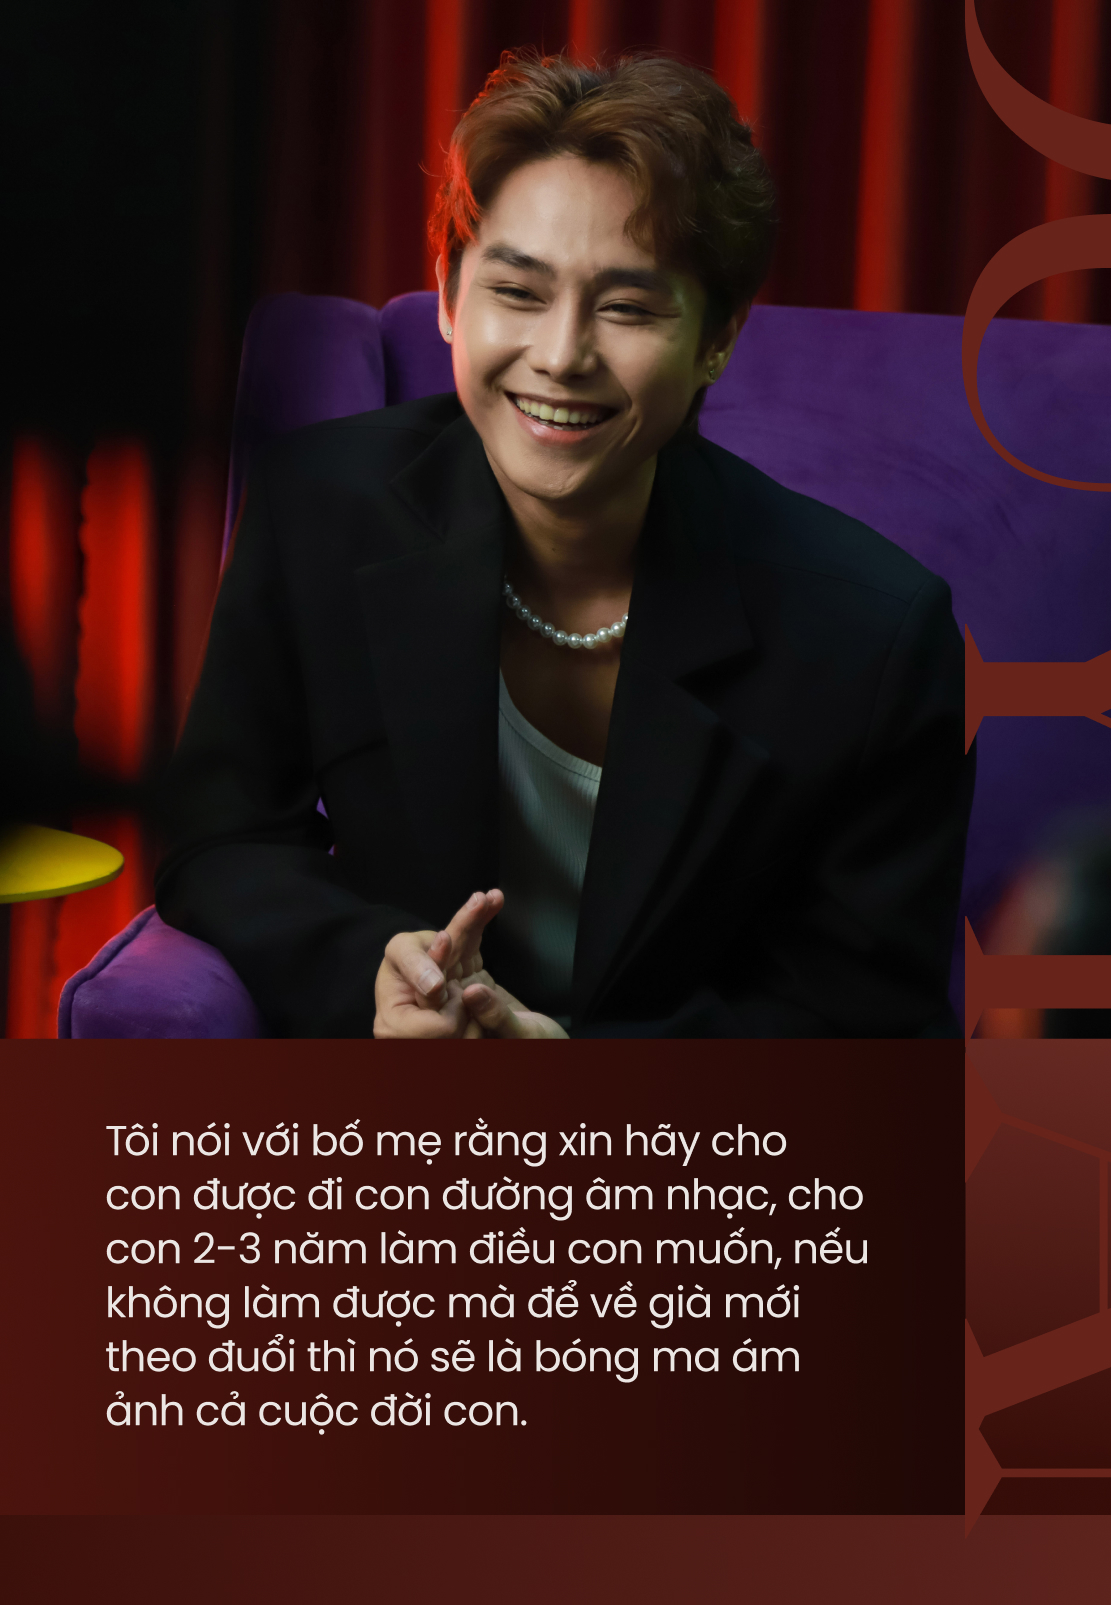 Tôi nói với bố mẹ rằng xin hãy cho
con được đi con đường âm nhạc, cho
con 2-3 năm làm điều con muốn, nếu
không làm được mà để về già mới
theo đuổi thì nó sẽ là bóng ma ám
ảnh cả cuộc đời con.